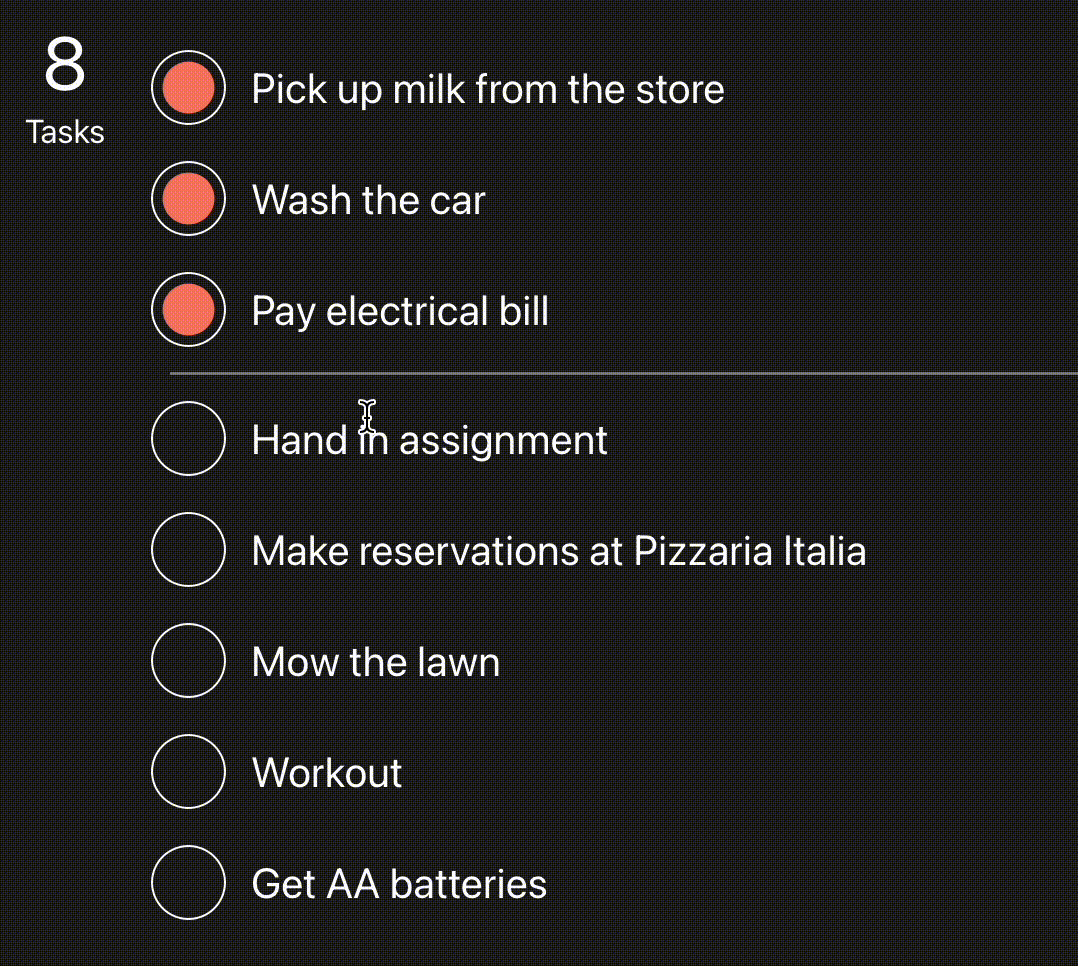 8
Tasks
Pick up milk from the store
Wash the car
Pay electrical bill
Hand in assignment
Make reservations at Pizzaria Italia
Mow the lawn
Workout
Get AA batteries